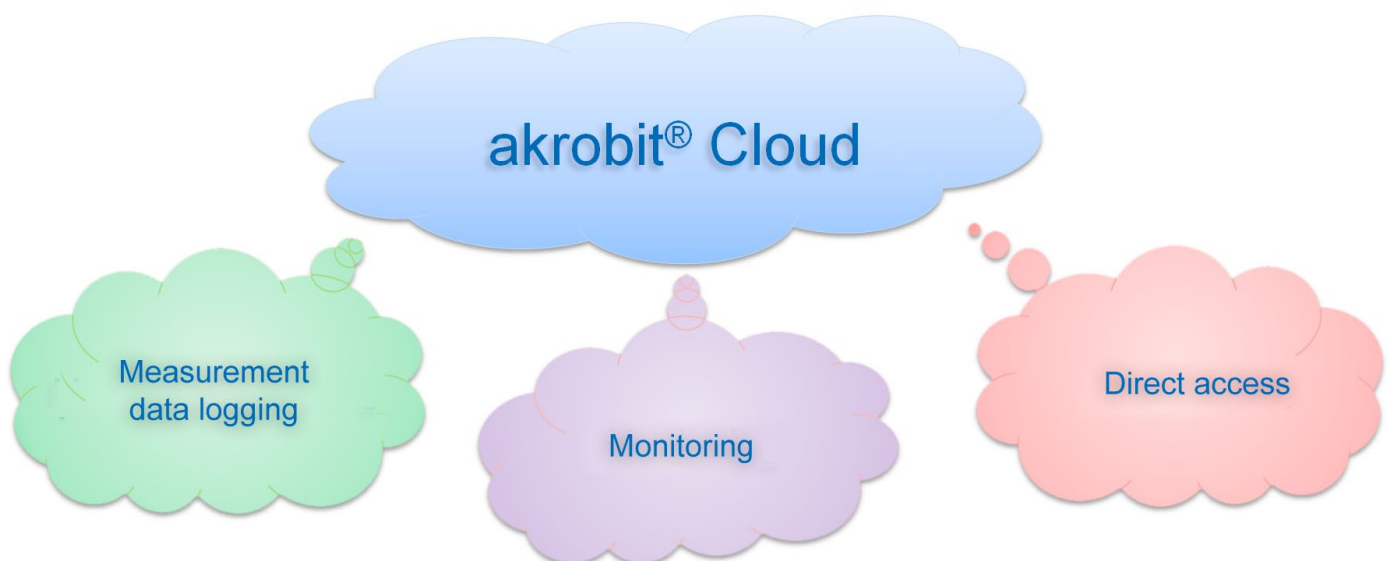 akrobit® Cloud
Measurement
data logging
Monitoring
Direct access